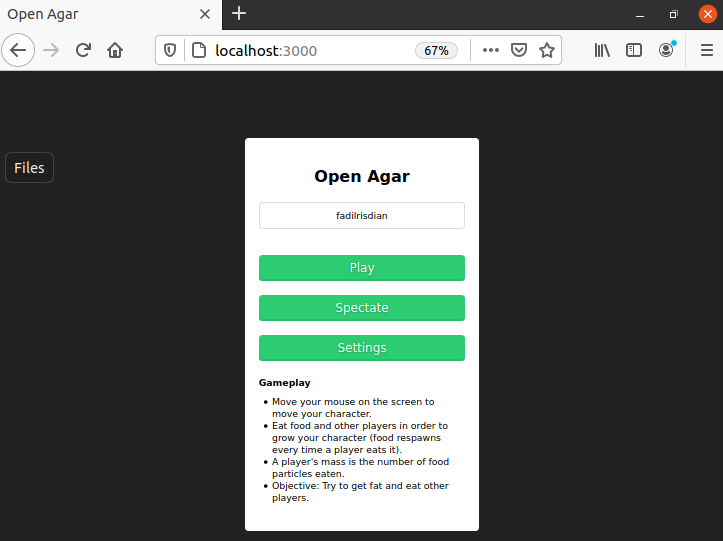 Open Agar
localhost:3000
67%
Files
Open Agar
fadilrisdian
Play
Spectate
Settings
Gameplay
• Move your mouse on the screen to
move your character.
• Eat food and other players in order to
grow your character (food respawns
every time a player eats it).
• A player's mass is the number of food
particles eaten.
• Objective: Try to get fat and eat other
players.